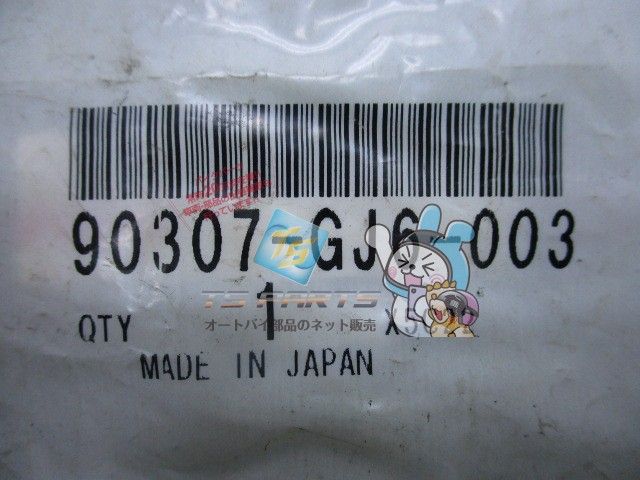 90307-GJ6-003
TS PARTS
オートバイ部品のネット販売
QTY 1
MADE IN JAPAN